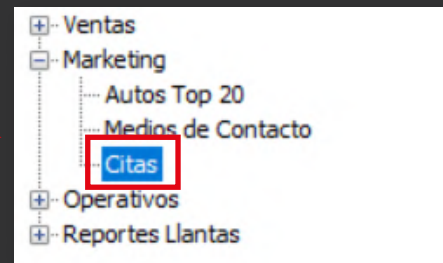 Ventas
Marketing
Autos Top 20
Medios de Contacto
Citas
Operativos
Reportes Llantas